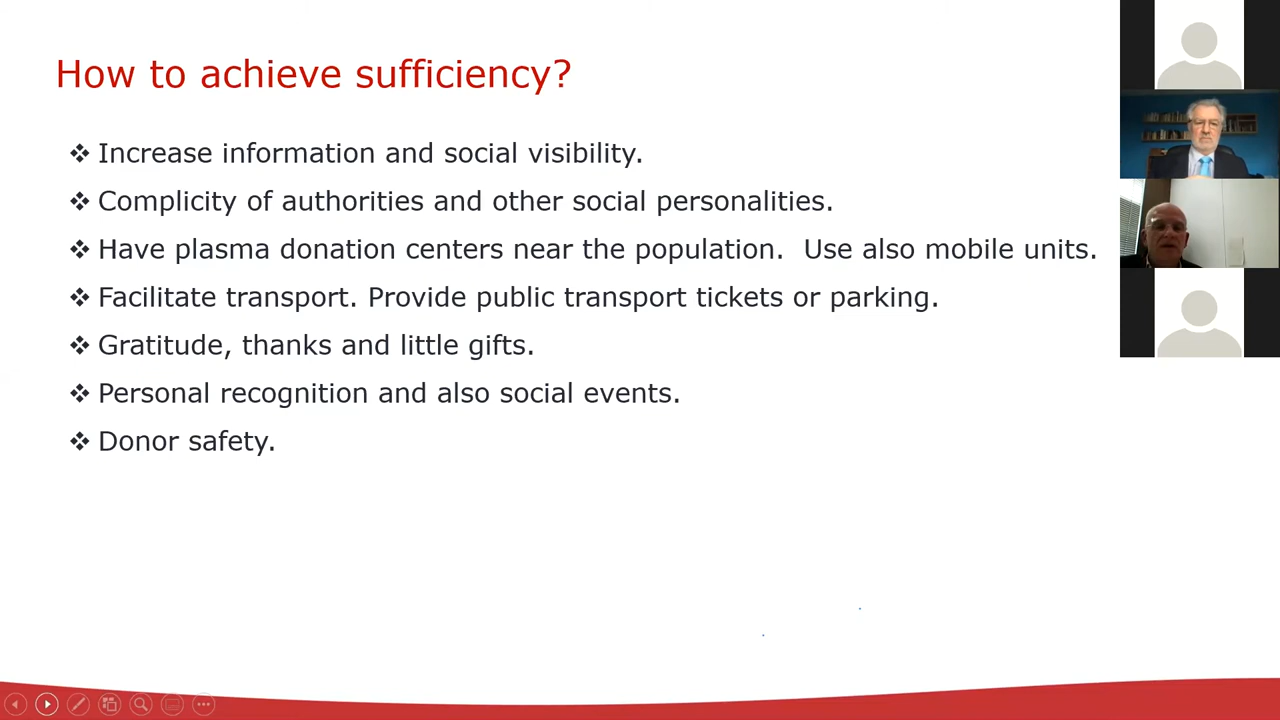 How to achieve sufficiency?
❖ Increase information and social visibility.
❖ Complicity of authorities and other social personalities.
❖ Have plasma donation centers near the population.  Use also mobile units.
❖ Facilitate transport. Provide public transport tickets or parking.
❖ Gratitude, thanks and little gifts.
❖ Personal recognition and also social events.
❖ Donor safety.